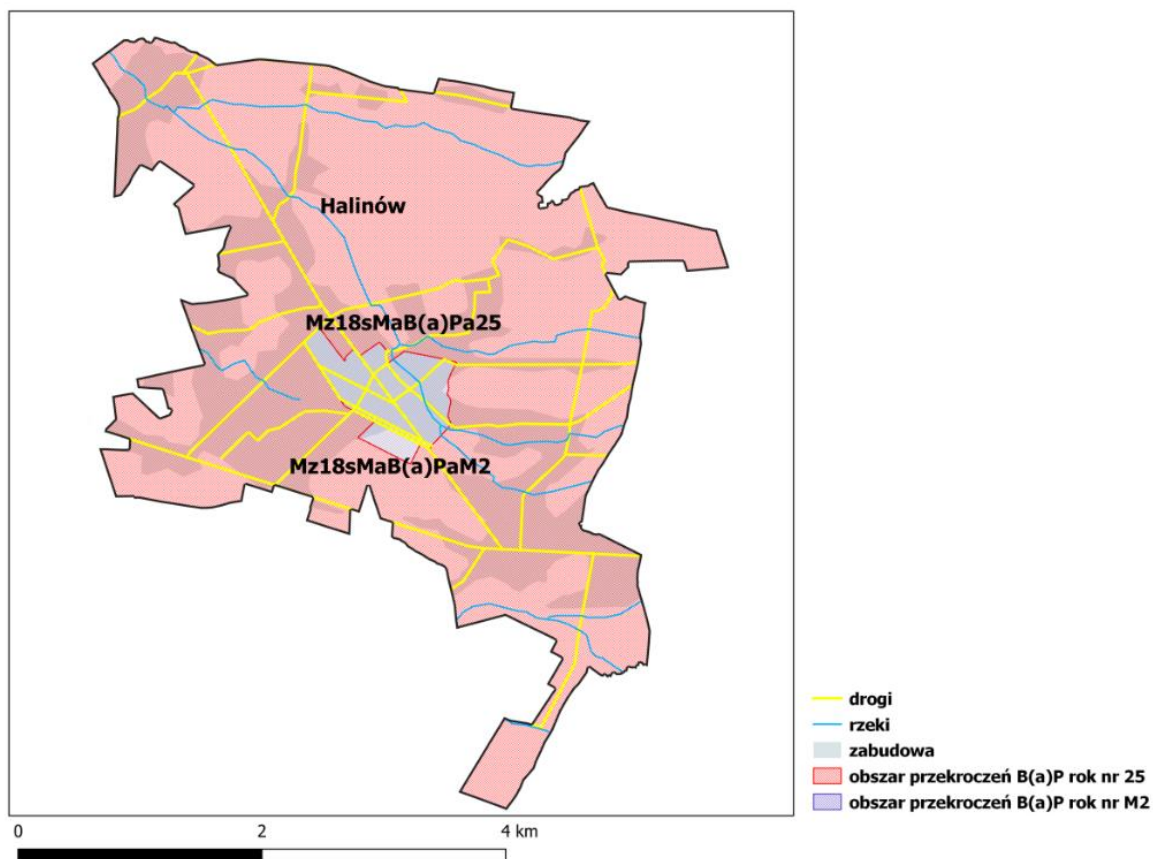 Halinów
Mz18sMaB(a)Pa25
Mz18sMaB(a)PaM2
drogi
rzeki
zabudowa
obszar przekroczeń B(a)P rok nr 25
obszar przekroczeń B(a)P rok nr M2
0 2 4 km